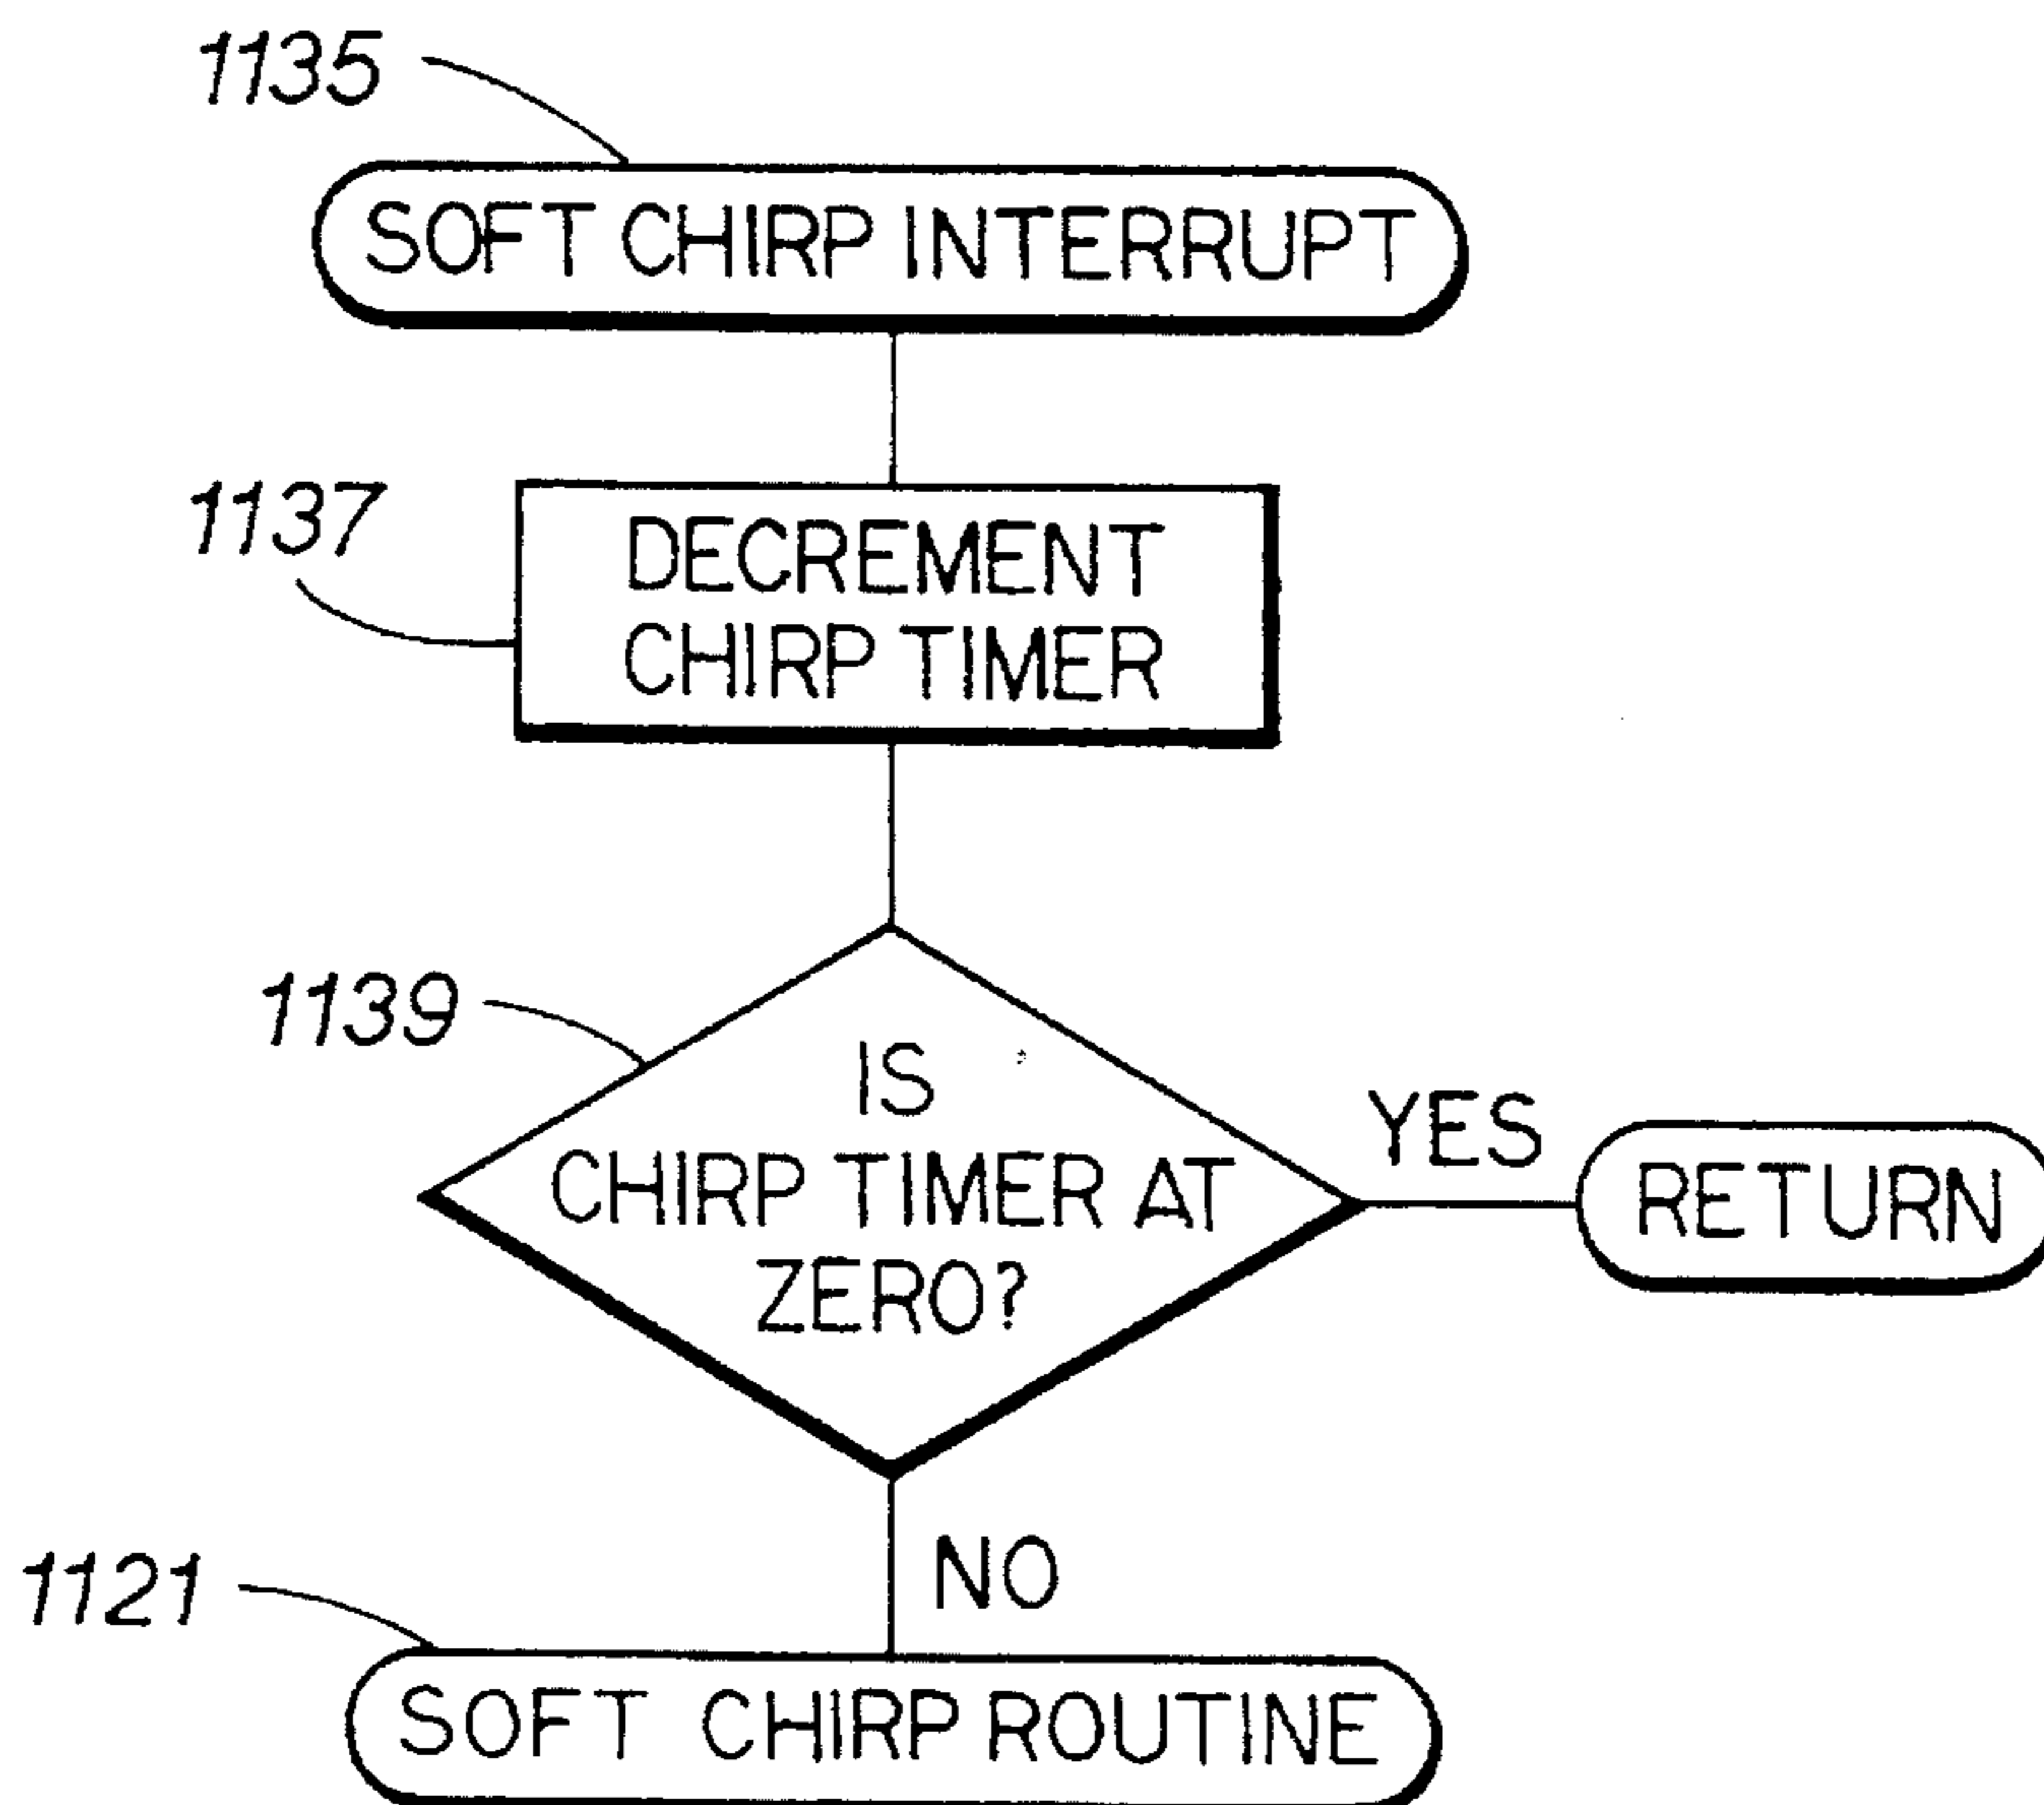 1135
SOFT CHIRP INTERRUPT
1137
DECREMENT
CHIRP TIMER
1139
IS
CHIRP TIMER AT
ZERO?
YES
RETURN
NO
1121
SOFT CHIRP ROUTINE